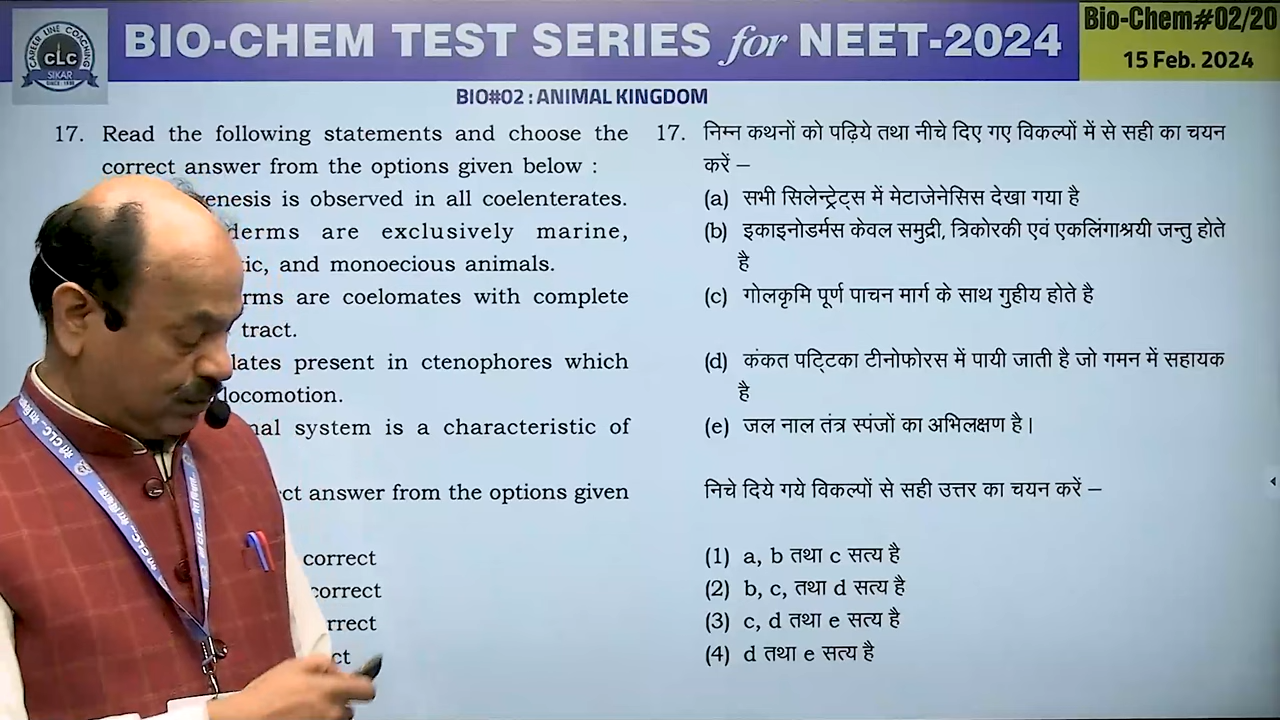 CAREER LINE COACHING
CLC
SIKAR
BIO-CHEM TEST SERIES for NEET-2024
Bio-Chem#02/20
15 Feb. 2024
BIO#02 : ANIMAL KINGDOM
17. Read the following statements and choose the
correct answer from the options given below :
enesis is observed in all coelenterates.
derms are exclusively marine,
tic, and monoecious animals.
rms are coelomates with complete
tract.
lates present in ctenophores which
locomotion.
nal system is a characteristic of
ct answer from the options given
correct
correct
rrect
ct
17. निम्न कथनों को पढ़िये तथा नीचे दिए गए विकल्पों में से सही का चयन
करें –
(a) सभी सिलेन्ट्रेट्स में मेटाजेनेसिस देखा गया है
(b) इकाइनोडर्मस केवल समुद्री, त्रिकोरकी एवं एकलिंगाश्रयी जन्तु होते
है
(c) गोलकृमि पूर्ण पाचन मार्ग के साथ गुहीय होते है
(d) कंकत पट्टिका टीनोफोरस में पायी जाती है जो गमन में सहायक
है
(e) जल नाल तंत्र स्पंजों का अभिलक्षण है।
निचे दिये गये विकल्पों से सही उत्तर का चयन करें –
(1) a, b तथा c सत्य है
(2) b, c, तथा d सत्य है
(3) c, d तथा e सत्य है
(4) d तथा e सत्य है